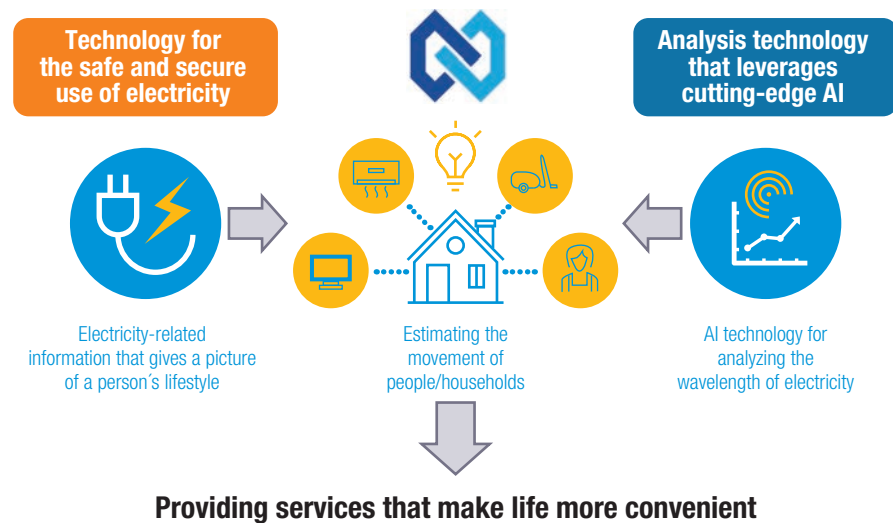 Technology for
the safe and secure
use of electricity
Analysis technology
that leverages
cutting-edge AI
Electricity-related
information that gives a picture
of a person´s lifestyle
Estimating the
movement of
people/households
AI technology for
analyzing the
wavelength of electricity
Providing services that make life more convenient